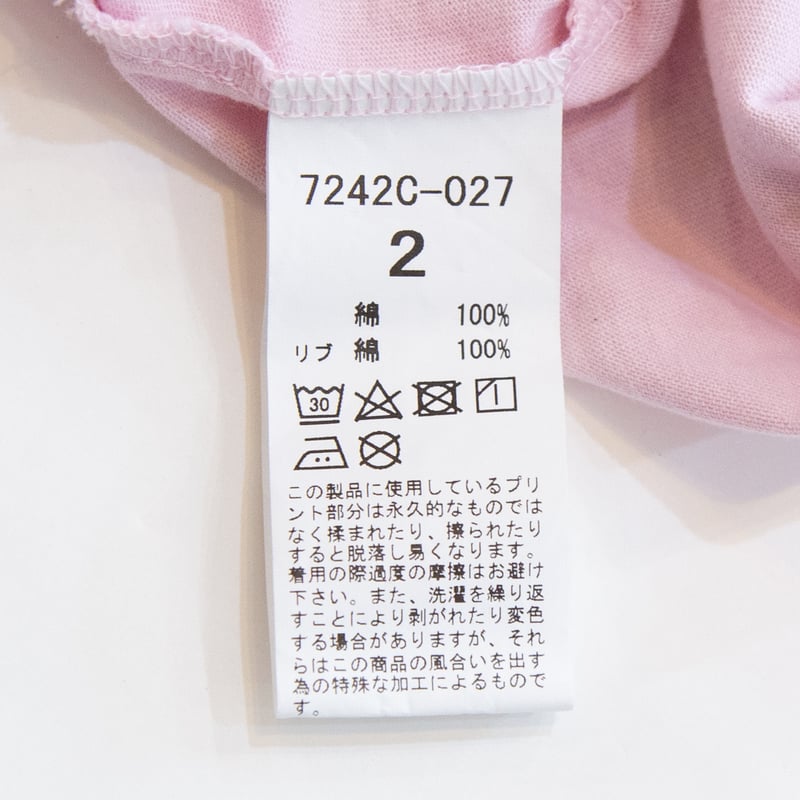 7242C-027
2
綿 100%
リブ 綿 100%
30
この製品に使用しているプリ
ント部分は永久的なものでは
なく揉まれたり、擦られたり
すると脱落し易くなります。
着用の際過度の摩擦はお避け
下さい。また、洗濯を繰り返
すことにより剥がれたり変色
する場合がありますが、それ
らはこの商品の風合いを出す
為の特殊な加工によるもので
す。